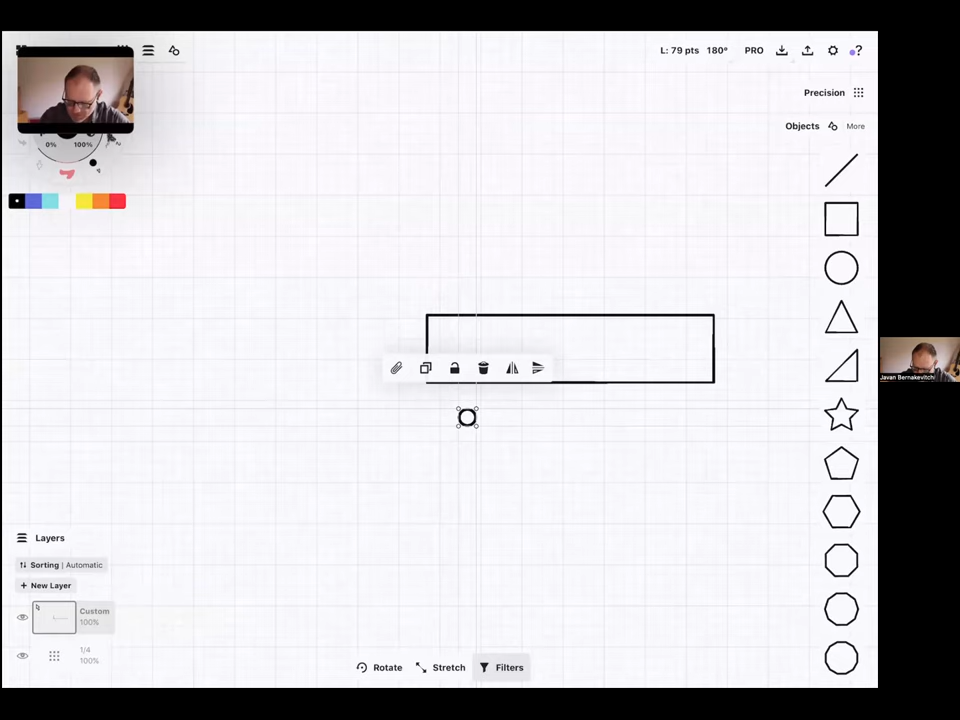 L: 79 pts 180° PRO ?
Precision
Objects More
0% 100%
Javan Bernakevitch
Layers
Sorting | Automatic
+ New Layer
Custom
100%
1/4
100%
Rotate Stretch Filters